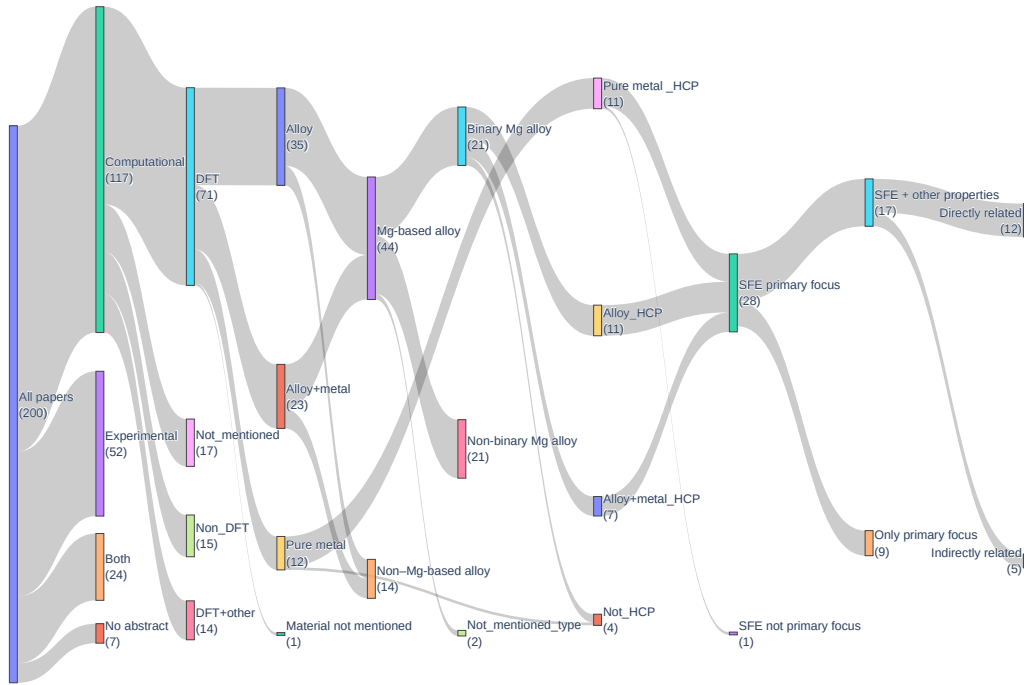 All papers
(200)
Computational
(117)
Experimental
(52)
Both
(24)
No abstract
(7)
DFT
(71)
Not_mentioned
(17)
Non_DFT
(15)
DFT+other
(14)
Alloy
(35)
Alloy+metal
(23)
Pure metal
(12)
Material not mentioned
(1)
Mg-based alloy
(44)
Non–Mg-based alloy
(14)
Binary Mg alloy
(21)
Non-binary Mg alloy
(21)
Not_mentioned_type
(2)
Pure metal _HCP
(11)
Alloy_HCP
(11)
Alloy+metal_HCP
(7)
Not_HCP
(4)
SFE primary focus
(28)
SFE not primary focus
(1)
SFE + other properties
(17)
Only primary focus
(9)
Directly related
(12)
Indirectly related
(5)